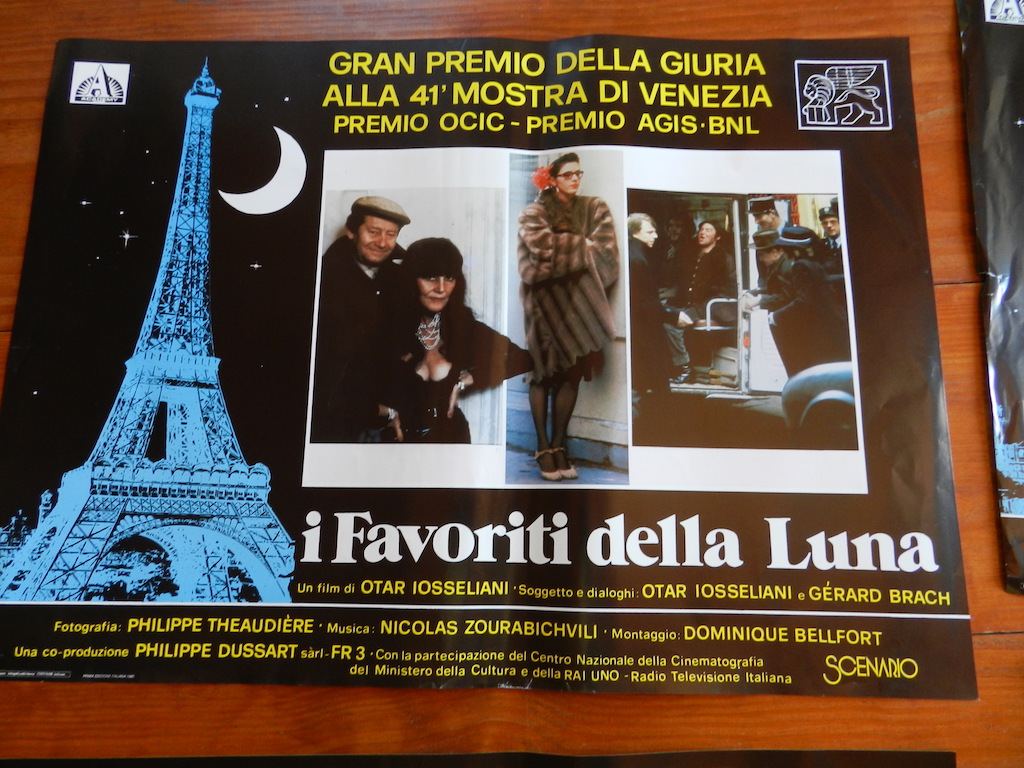 ACADEMY
GRAN PREMIO DELLA GIURIA
ALLA 41' MOSTRA DI VENEZIA
PREMIO OCIC - PREMIO AGIS·BNL
i Favoriti della Luna
Un film di OTAR IOSSELIANI · Soggetto e dialoghi: OTAR IOSSELIANI e GÉRARD BRACH
Fotografia: PHILIPPE THEAUDIÈRE · Musica: NICOLAS ZOURABICHVILI · Montaggio: DOMINIQUE BELLFORT
Una co-produzione PHILIPPE DUSSART sàrl - FR 3 · Con la partecipazione del Centro Nazionale della Cinematografia
del Ministero della Cultura e della RAI UNO - Radio Televisione Italiana
SCENARIO